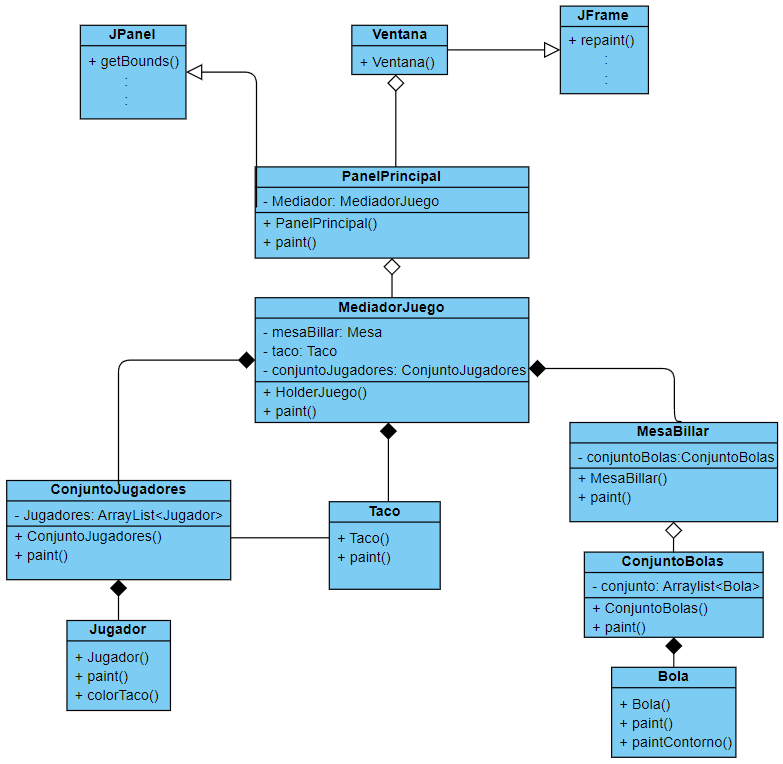 JPanel
+ getBounds()
:
:
Ventana
+ Ventana()
JFrame
+ repaint()
:
:
PanelPrincipal
- Mediador: MediadorJuego
+ PanelPrincipal()
+ paint()
MediadorJuego
- mesaBillar: Mesa
- taco: Taco
- conjuntoJugadores: ConjuntoJugadores
+ HolderJuego()
+ paint()
MesaBillar
- conjuntoBolas:ConjuntoBolas
+ MesaBillar()
+ paint()
ConjuntoJugadores
- Jugadores: ArrayList<Jugador>
+ ConjuntoJugadores()
+ paint()
Taco
+ Taco()
+ paint()
ConjuntoBolas
- conjunto: Arraylist<Bola>
+ ConjuntoBolas()
+ paint()
Jugador
+ Jugador()
+ paint()
+ colorTaco()
Bola
+ Bola()
+ paint()
+ paintContorno()